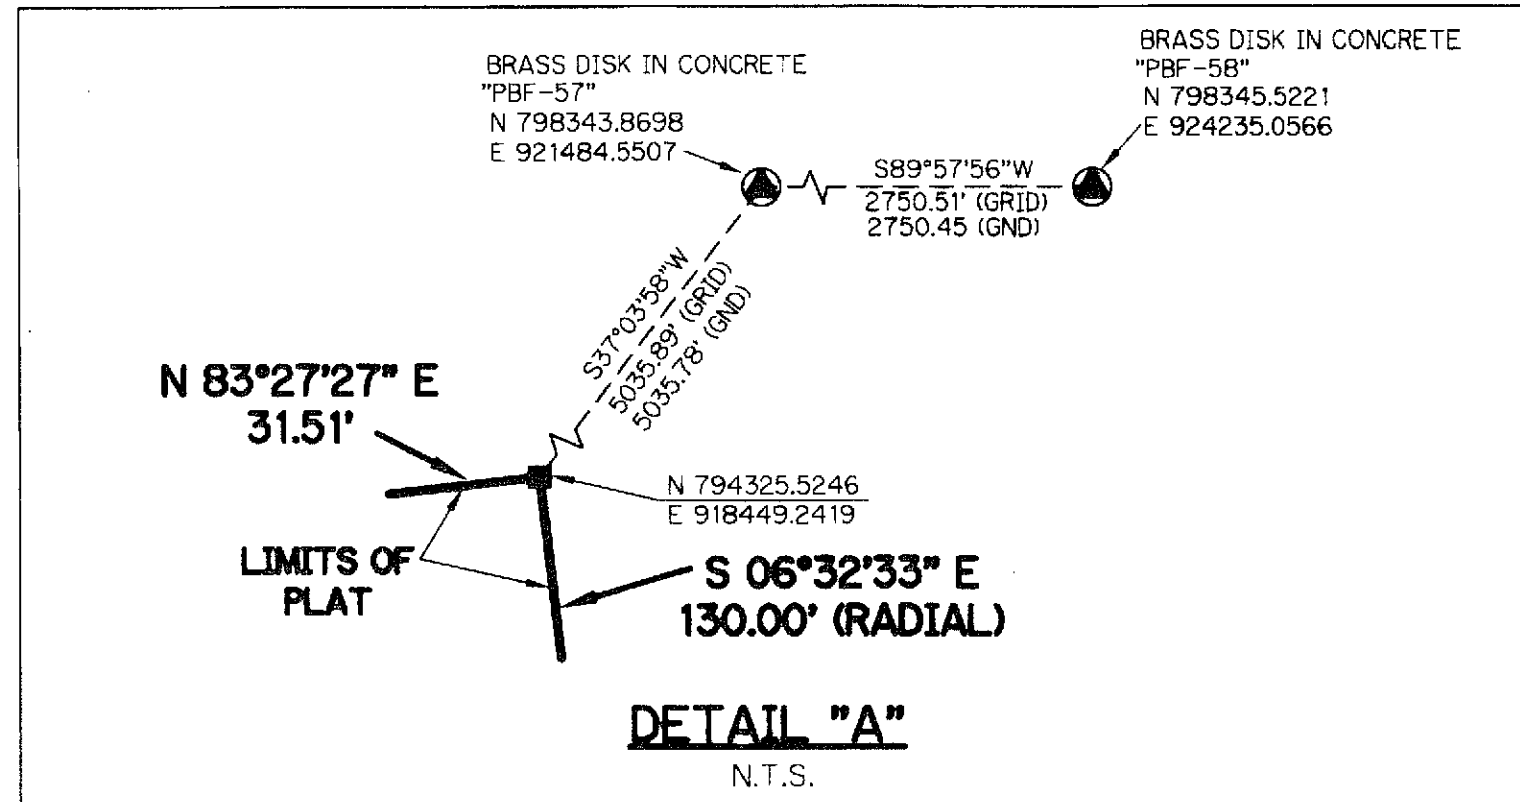 BRASS DISK IN CONCRETE
"PBF-57"
N 798343.8698
E 921484.5507
BRASS DISK IN CONCRETE
"PBF-58"
N 798345.5221
E 924235.0566
S89°57'56"W
2750.51' (GRID)
2750.45 (GND)
S37°03'58"W
5035.89' (GRID)
5035.78' (GND)
N 83°27'27" E
31.51'
N 794325.5246
E 918449.2419
LIMITS OF
PLAT
S 06°32'33" E
130.00' (RADIAL)
DETAIL "A"
N.T.S.